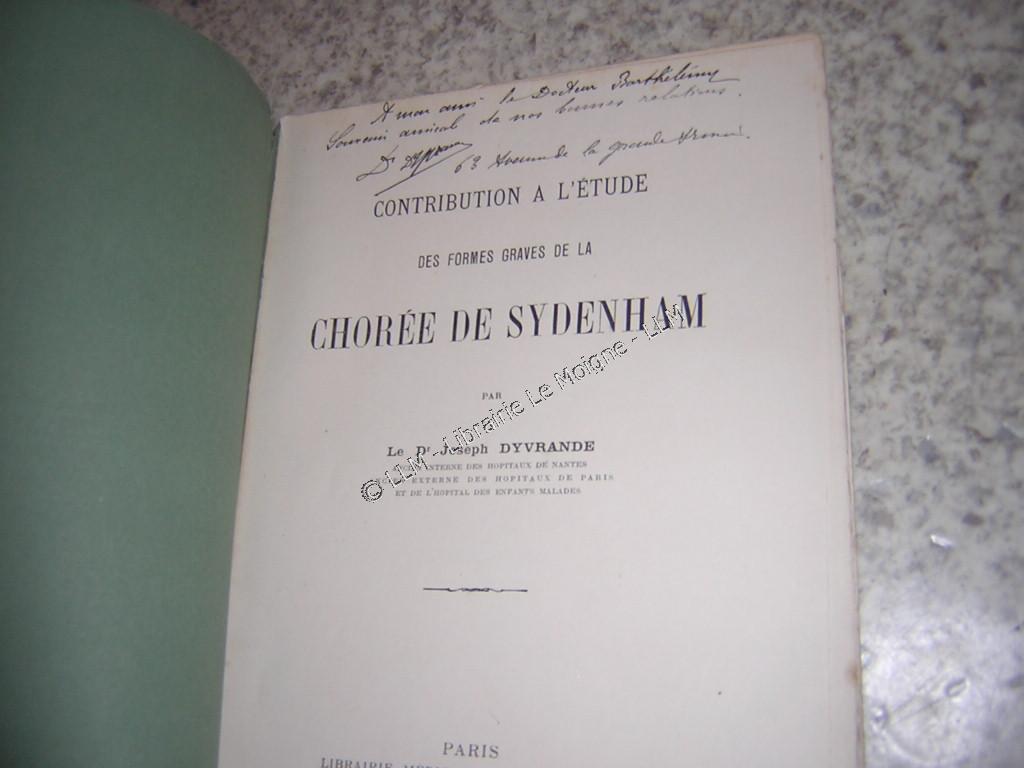 A mon ami le Docteur Barthélemy
Souvenir amical de nos bonnes relations.
Dr 63 Avenue de la grande
CONTRIBUTION A L'ÉTUDE
DES FORMES GRAVES DE LA
CHORÉE DE SYDENHAM
PAR
Le Dr Joseph DYVRANDE
INTERNE DES HOPITAUX DE NANTES
EXTERNE DES HOPITAUX DE PARIS
ET DE L'HOPITAL DES ENFANTS MALADES
© LLM - Librairie Le Moigne - LLM
PARIS
LIBRAIRIE